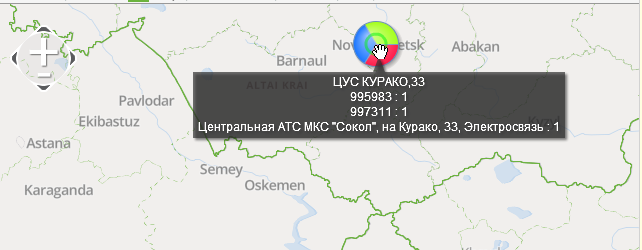 Barnaul
Abakan
ALTAI KRAI
Pavlodar
Ekibastuz
Astana
Karaganda
Semey
Oskemen
ЦУС КУРАКО,33
995983 : 1
997311 : 1
Центральная АТС МКС "Сокол", на Курако, 33, Электросвязь : 1